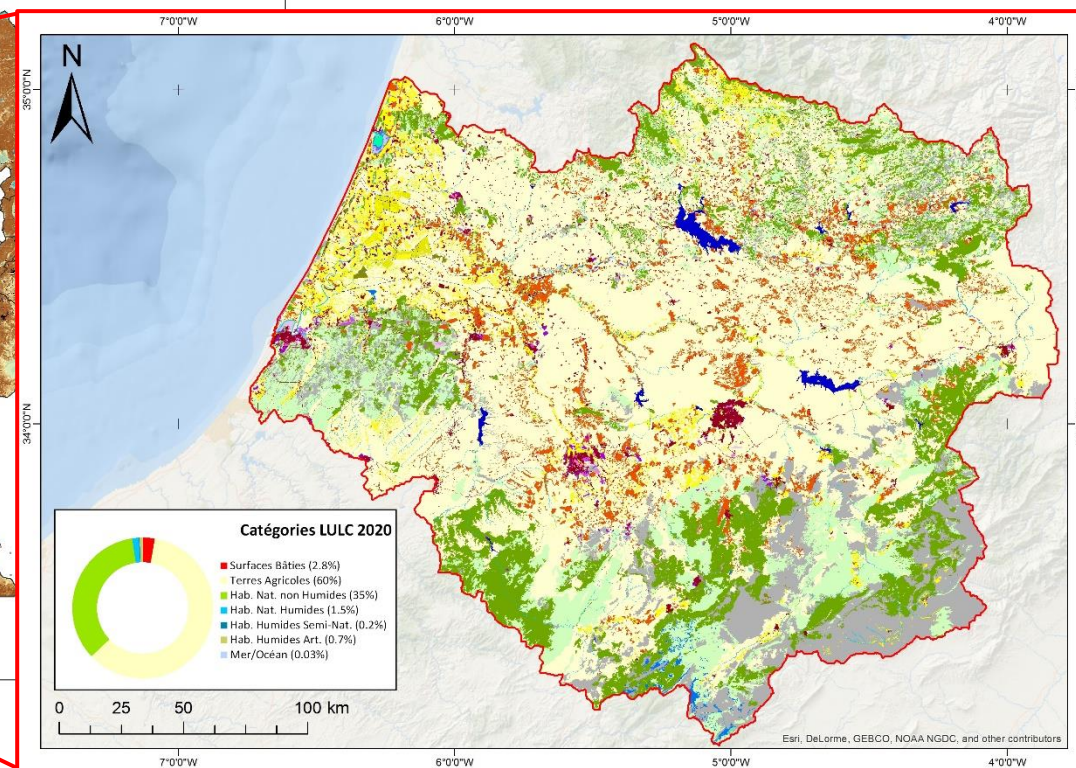 7°0'0"W 6°0'0"W 5°0'0"W 4°0'0"W
N
35°0'0"N
34°0'0"N
Catégories LULC 2020
Surfaces Bâties (2.8%)
Terres Agricoles (60%)
Hab. Nat. non Humides (35%)
Hab. Nat. Humides (1.5%)
Hab. Humides Semi-Nat. (0.2%)
Hab. Humides Art. (0.7%)
Mer/Océan (0.03%)
0 25 50 100 km
Esri, DeLorme, GEBCO, NOAA NGDC, and other contributors
7°0'0"W 6°0'0"W 5°0'0"W 4°0'0"W